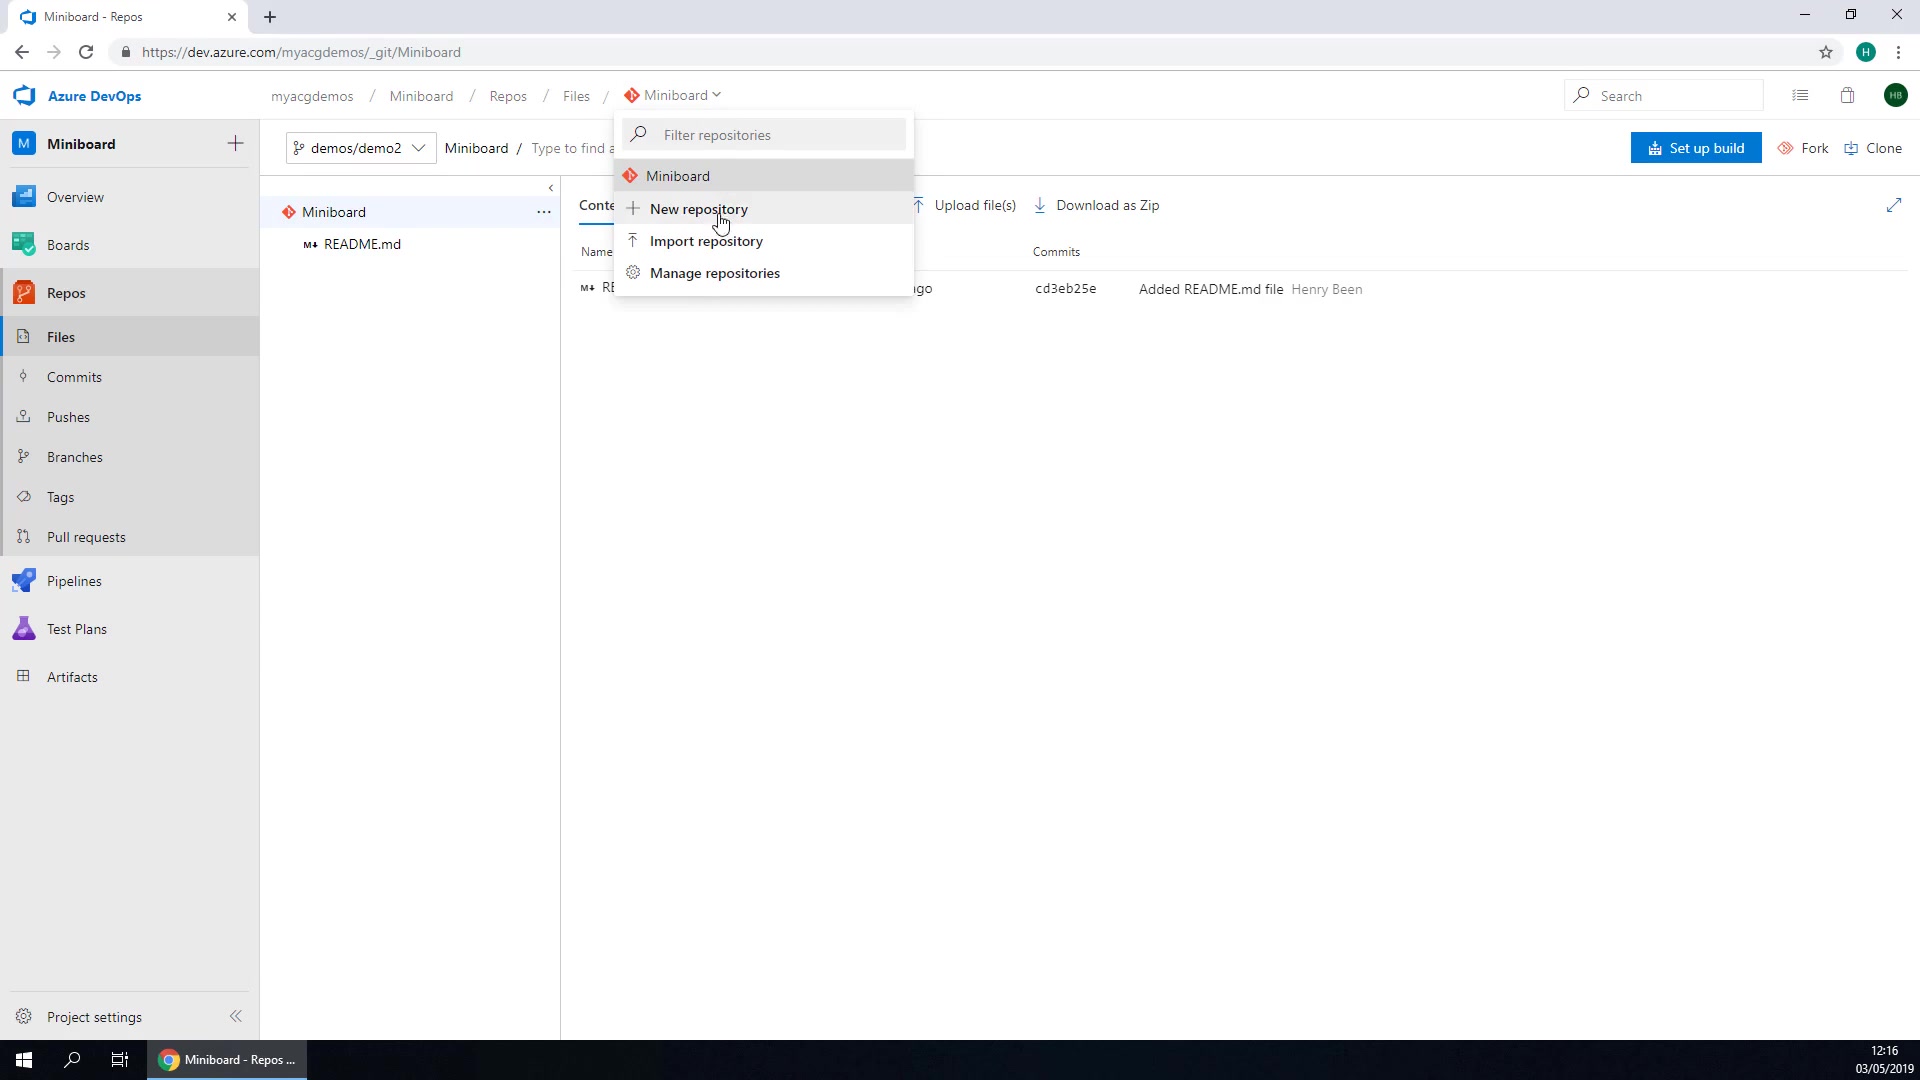 Miniboard - Repos
https://dev.azure.com/myacgdemos/_git/Miniboard
H
Azure DevOps
myacgdemos / Miniboard / Repos / Files / Miniboard
Search
HB
M Miniboard
demos/demo2
Miniboard / Type to find a
Filter repositories
Miniboard
New repository
Import repository
Manage repositories
Set up build
Fork
Clone
Overview
Boards
Repos
Files
Commits
Pushes
Branches
Tags
Pull requests
Pipelines
Test Plans
Artifacts
Project settings
Miniboard
M↓ README.md
Conte
Upload file(s)
Download as Zip
Name
Commits
M↓ RE
ago
cd3eb25e
Added README.md file Henry Been
Miniboard - Repos ...
12:16
03/05/2019